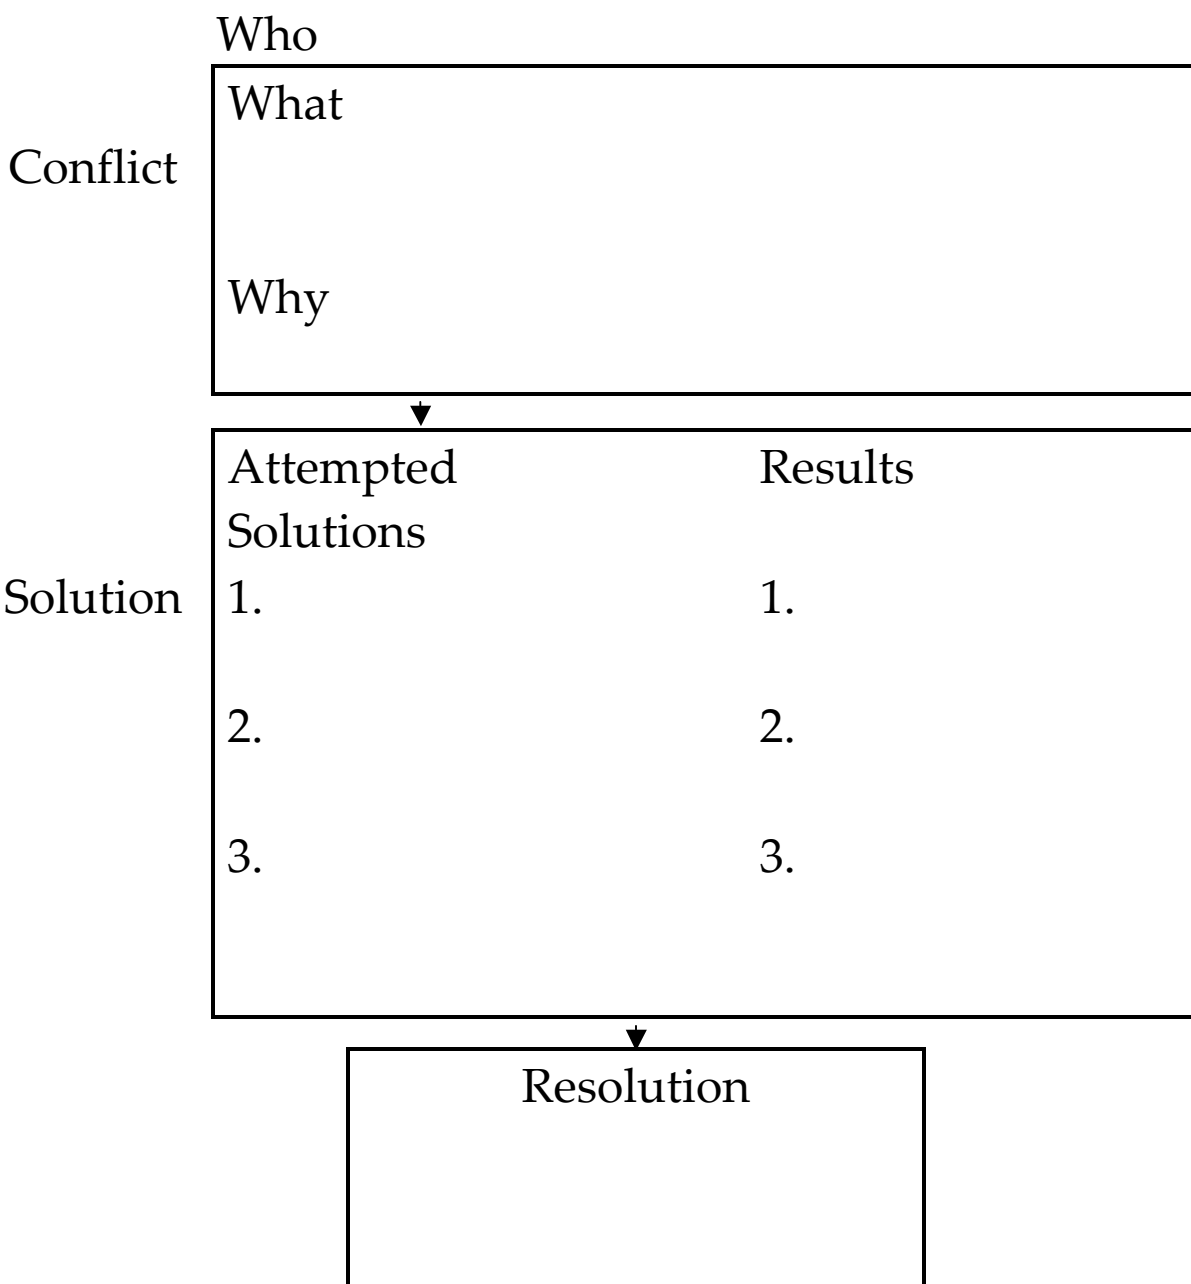 Who
What
Conflict
Why
Attempted Results
Solutions
Solution 1. 1.
2. 2.
3. 3.
Resolution